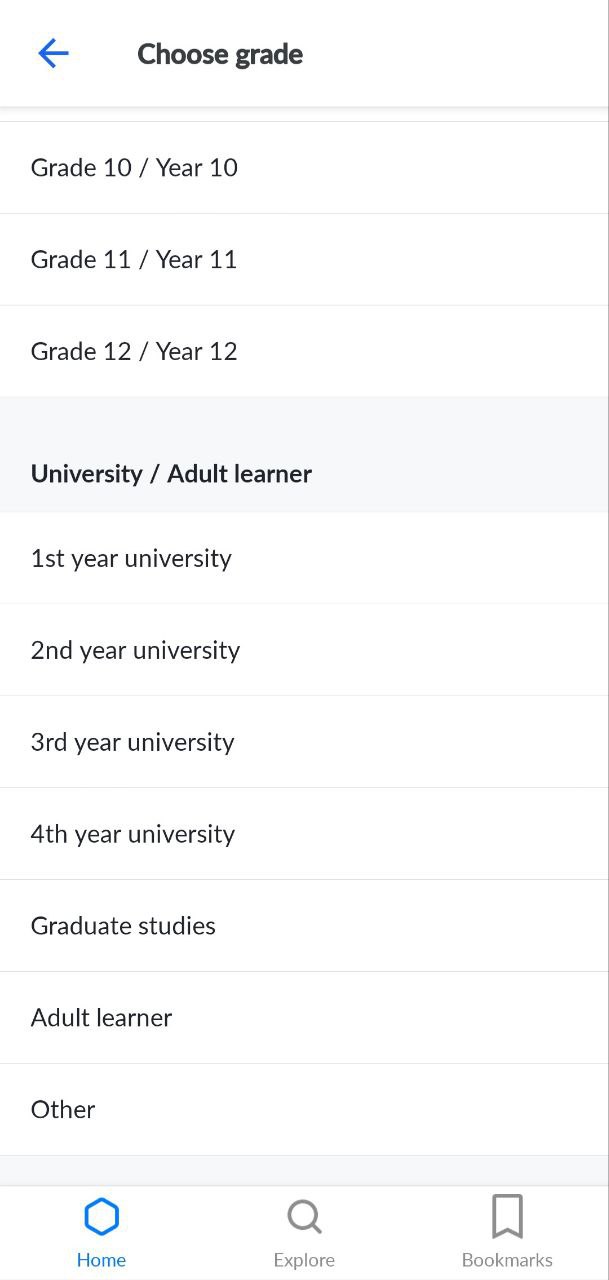 Choose grade
Grade 10 / Year 10
Grade 11 / Year 11
Grade 12 / Year 12
University / Adult learner
1st year university
2nd year university
3rd year university
4th year university
Graduate studies
Adult learner
Other
Home
Explore
Bookmarks